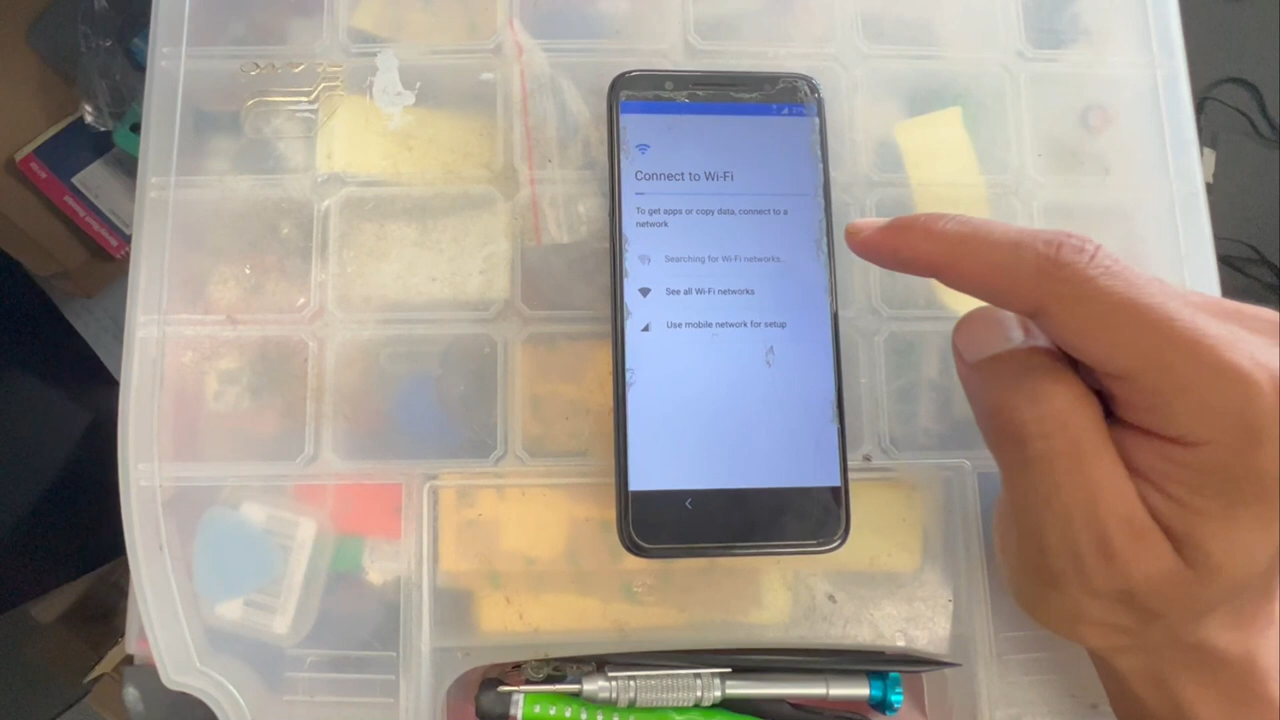 Connect to Wi-Fi
To get apps or copy data, connect to a
network
Searching for Wi-Fi networks...
See all Wi-Fi networks
Use mobile network for setup